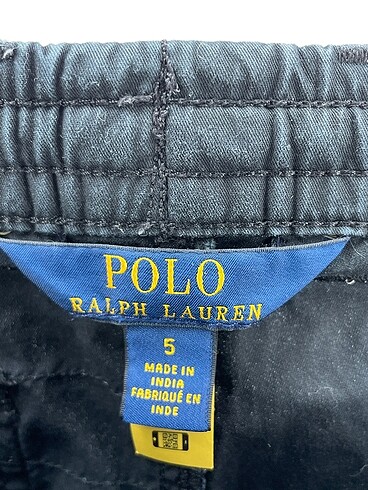 POLO
RALPH LAUREN
5
MADE IN
INDIA
FABRIQUÉ EN
INDE